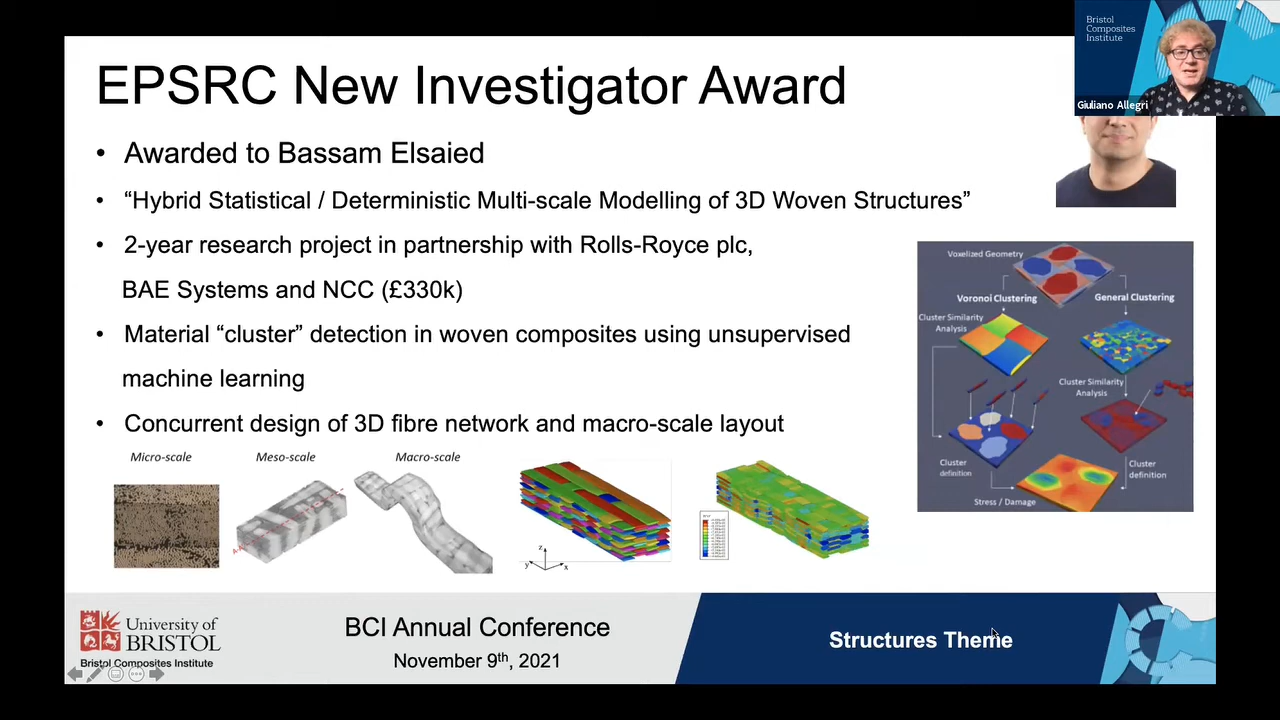 Bristol
Composites
Institute
Giuliano Allegri
EPSRC New Investigator Award
• Awarded to Bassam Elsaied
• “Hybrid Statistical / Deterministic Multi-scale Modelling of 3D Woven Structures”
• 2-year research project in partnership with Rolls-Royce plc,
BAE Systems and NCC (£330k)
• Material “cluster” detection in woven composites using unsupervised
machine learning
• Concurrent design of 3D fibre network and macro-scale layout
Micro-scale
Meso-scale
Macro-scale
z
y
x
Voxelized Geometry
Voronoi Clustering
General Clustering
Cluster Similarity
Analysis
Cluster Similarity
Analysis
Cluster
definition
Cluster
definition
Stress / Damage
University of
BRISTOL
Bristol Composites Institute
BCI Annual Conference
November 9th, 2021
Structures Theme